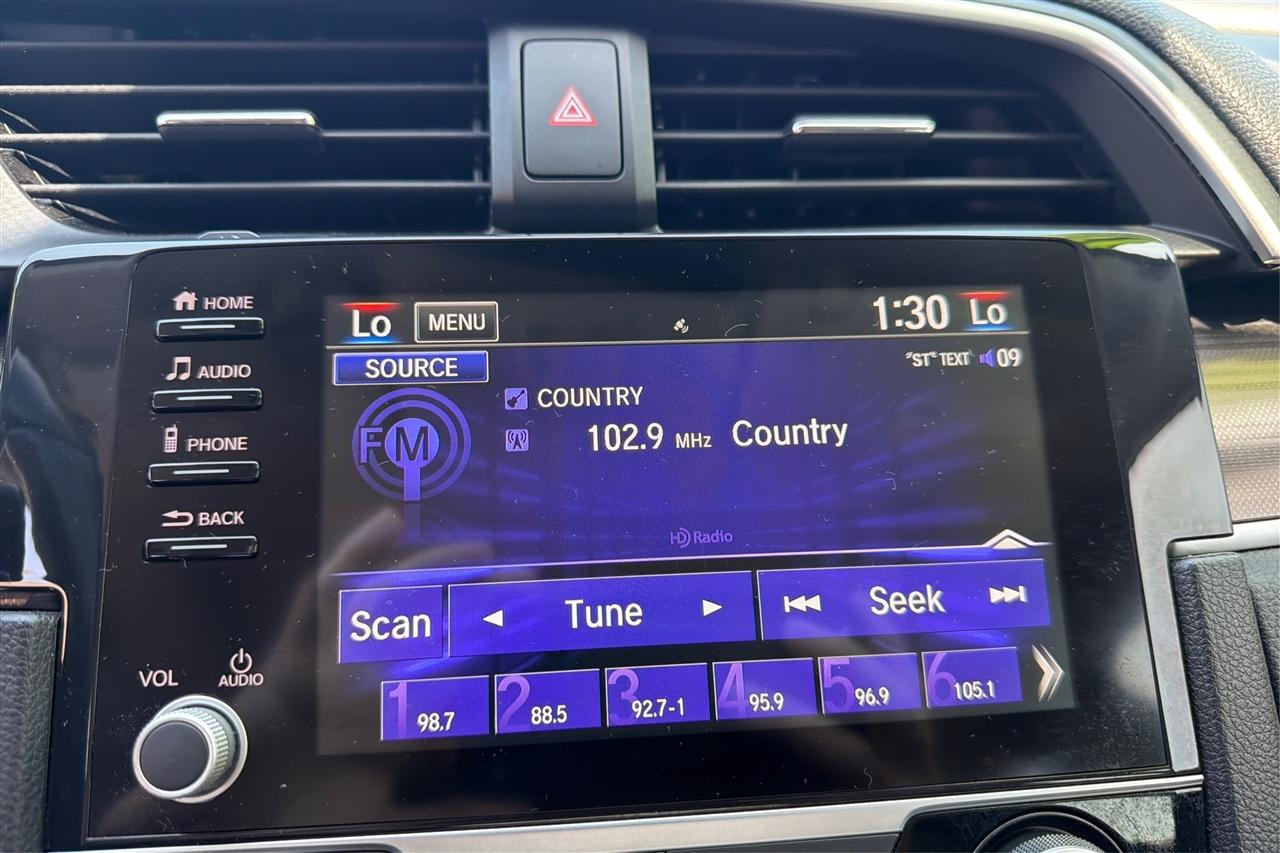 HOME
AUDIO
PHONE
BACK
VOL
AUDIO
Lo MENU 1:30 Lo
SOURCE "ST" TEXT 09
FM
COUNTRY
102.9 MHz Country
HD Radio
Scan Tune Seek
1 98.7 2 88.5 3 92.7-1 4 95.9 5 96.9 6 105.1